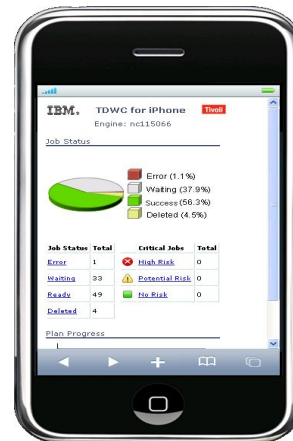 IBM. TDWC for iPhone Tivoli
Engine: nc115066
Job Status
Error (1.1%)
Waiting (37.9%)
Success (56.3%)
Deleted (4.5%)
Job Status Total Critical Jobs Total
Error 1 High Risk 0
Waiting 33 Potential Risk 0
Ready 49 No Risk 0
Deleted 4
Plan Progress